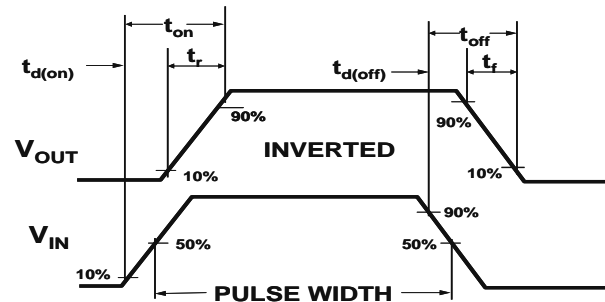 t_on
t_off
t_d(on)
t_r
t_d(off)
t_f
90%
90%
V_OUT
INVERTED
10%
10%
90%
V_IN
50%
50%
10%
PULSE WIDTH